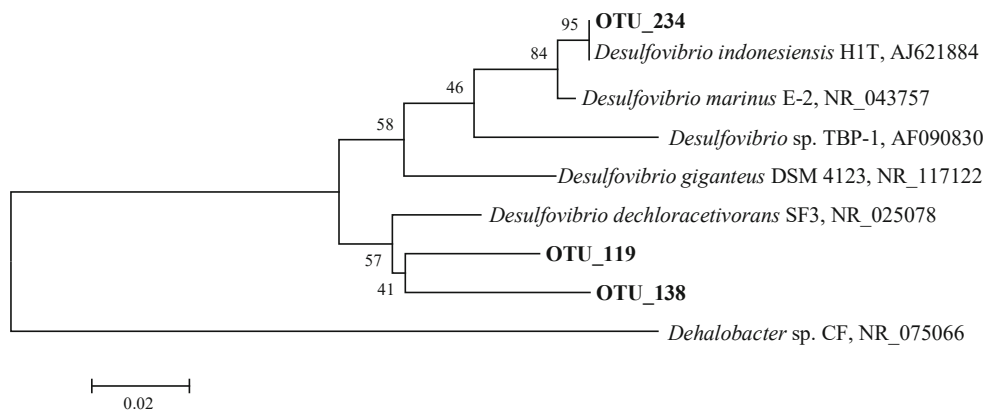 95
OTU_234
Desulfovibrio indonesiensis H1T, AJ621884
84
Desulfovibrio marinus E-2, NR_043757
46
Desulfovibrio sp. TBP-1, AF090830
58
Desulfovibrio giganteus DSM 4123, NR_117122
Desulfovibrio dechloracetivorans SF3, NR_025078
57
OTU_119
41
OTU_138
Dehalobacter sp. CF, NR_075066
0.02